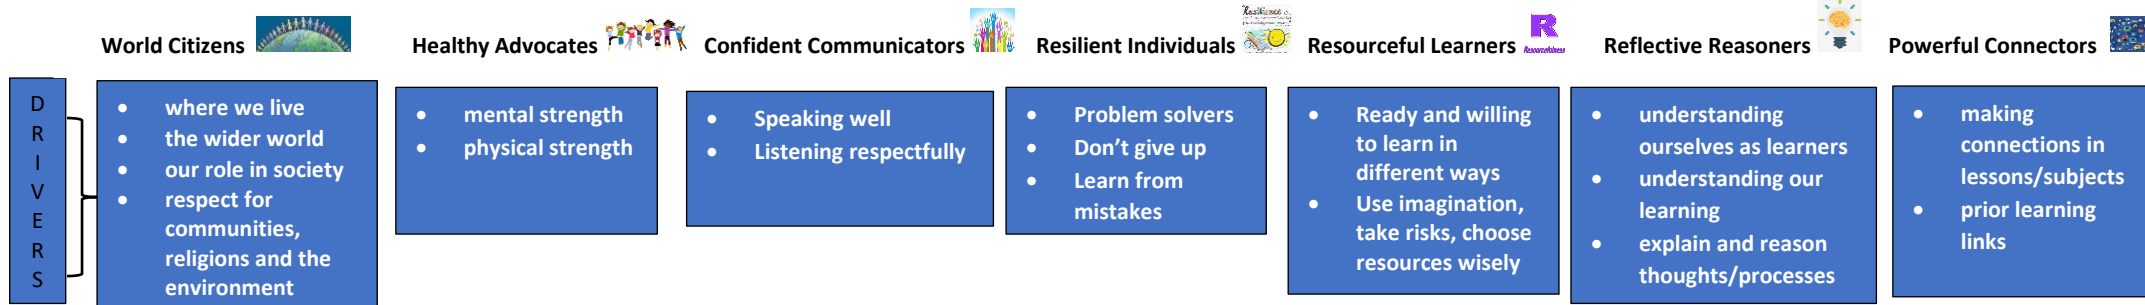 World Citizens
Healthy Advocates
Confident Communicators
Resilient Individuals
Resourceful Learners
Reflective Reasoners
Powerful Connectors
Resilience
R
Resourcefulness
D
R
I
V
E
R
S
• where we live
• the wider world
• our role in society
• respect for
communities,
religions and the
environment
• mental strength
• physical strength
• Speaking well
• Listening respectfully
• Problem solvers
• Don’t give up
• Learn from
mistakes
• Ready and willing
to learn in
different ways
• Use imagination,
take risks, choose
resources wisely
• understanding
ourselves as learners
• understanding our
learning
• explain and reason
thoughts/processes
• making
connections in
lessons/subjects
• prior learning
links